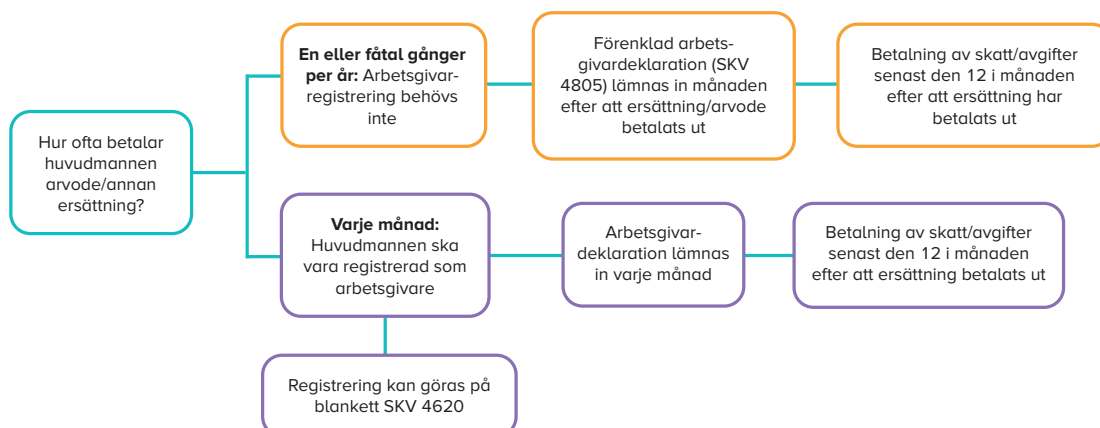 Hur ofta betalar
huvudmannen
arvode/annan
ersättning?
En eller fåtal gånger
per år: Arbetsgivar-
registrering behövs
inte
Förenklad arbets-
givardeklaration (SKV
4805) lämnas in månaden
efter att ersättning/arvode
betalats ut
Betalning av skatt/avgifter
senast den 12 i månaden
efter att ersättning har
betalats ut
Varje månad:
Huvudmannen ska
vara registrerad som
arbetsgivare
Arbetsgivar-
deklaration lämnas
in varje månad
Betalning av skatt/avgifter
senast den 12 i månaden
efter att ersättning betalats ut
Registrering kan göras på
blankett SKV 4620